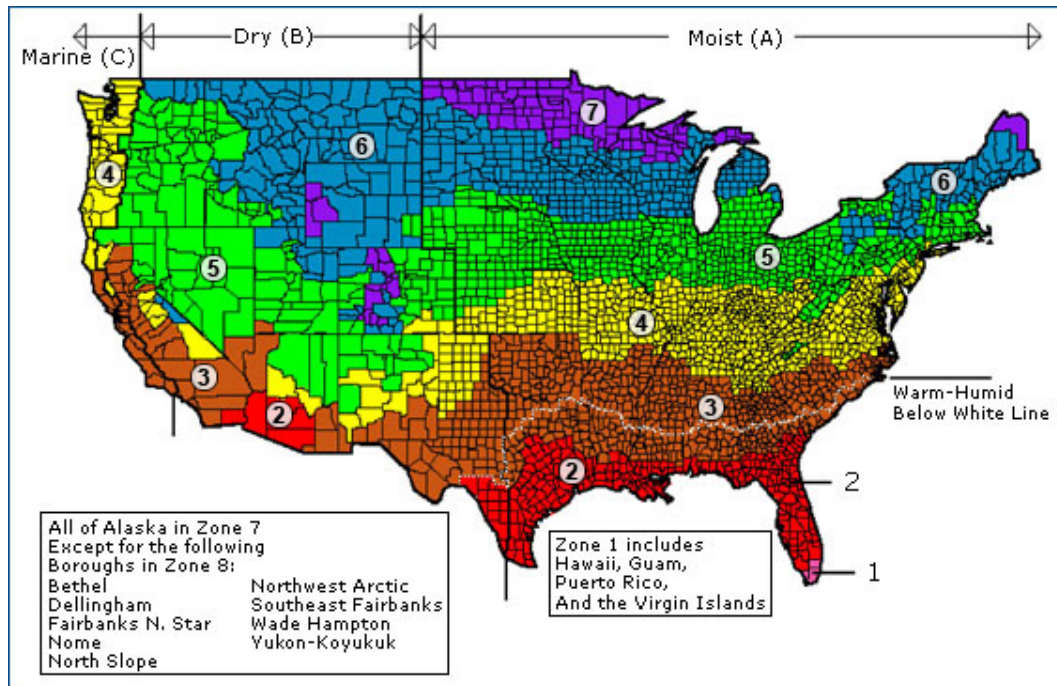 Marine (C)
Dry (B)
Moist (A)
7
6
6
4
5
5
4
3
3
2
2
Warm-Humid
Below White Line
2
1
All of Alaska in Zone 7
Except for the following
Boroughs in Zone 8:
Bethel Northwest Arctic
Dellingham Southeast Fairbanks
Fairbanks N. Star Wade Hampton
Nome Yukon-Koyukuk
North Slope
Zone 1 includes
Hawaii, Guam,
Puerto Rico,
And the Virgin Islands